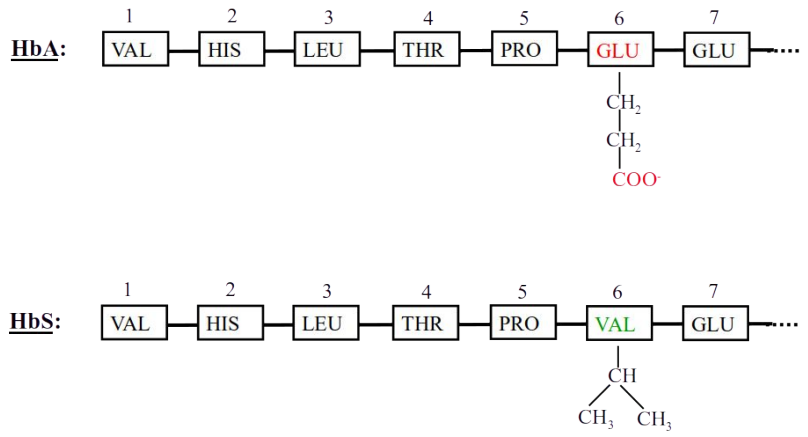 1 2 3 4 5 6 7
HbA: VAL HIS LEU THR PRO GLU GLU
CH₂
CH₂
COO⁻
1 2 3 4 5 6 7
HbS: VAL HIS LEU THR PRO VAL GLU
CH
CH₃ CH₃